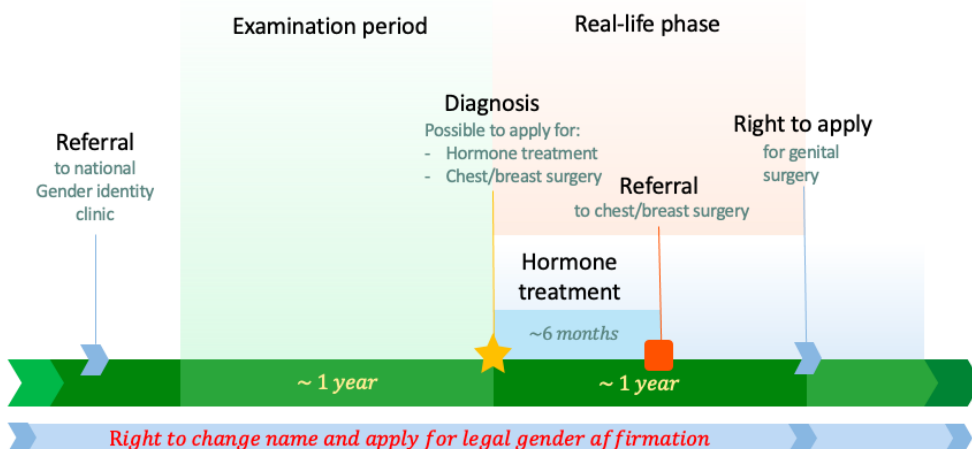 Examination period
Real-life phase
Diagnosis
Possible to apply for:
- Hormone treatment
- Chest/breast surgery
Referral
to national
Gender identity
clinic
Right to apply
for genital
surgery
Referral
to chest/breast surgery
Hormone
treatment
~6 months
~ 1 year
~ 1 year
Right to change name and apply for legal gender affirmation